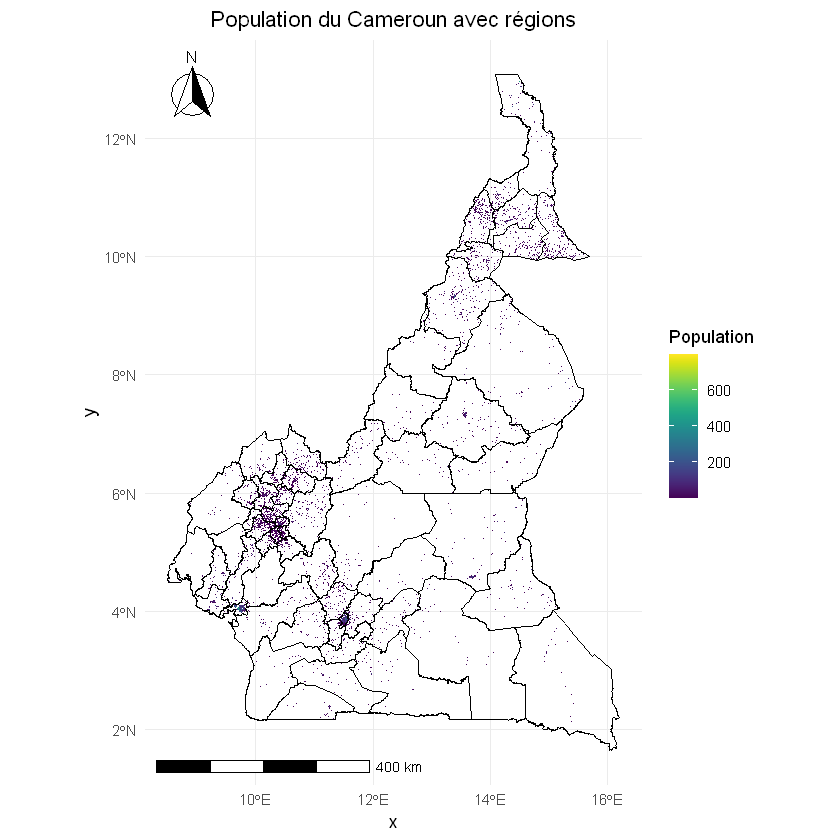 Population du Cameroun avec régions
N
12°N
10°N
8°N
6°N
4°N
2°N
y
Population
600
400
200
400 km
10°E
12°E
14°E
16°E
x